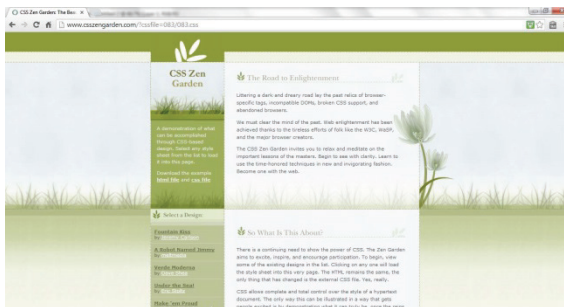 CSS Zen Garden: The Bea
www.csszengarden.com/?cssfile=083/083.css
CSS Zen
Garden
A demonstration of what
can be accomplished
through CSS-based
design. Select any style
sheet from the list to load
it into this page.
Download the example
html file and css file
Select a Design:
Fountain Kiss
by
A Robot Named Jimmy
by
Verde Moderna
by Dave Shea
Under the Sea!
by
Make 'em Proud
The Road to Enlightenment
Littering a dark and dreary road lay the past relics of browser-
specific tags, incompatible DOMs, broken CSS support, and
abandoned browsers.
We must clear the mind of the past. Web enlightenment has been
achieved thanks to the tireless efforts of folk like the W3C, WaSP,
and the major browser creators.
The CSS Zen Garden invites you to relax and meditate on the
important lessons of the masters. Begin to see with clarity. Learn to
use the time-honored techniques in new and invigorating fashion.
Become one with the web.
So What Is This About?
There is a continuing need to show the power of CSS. The Zen Garden
aims to excite, inspire, and encourage participation. To begin, view
some of the existing designs in the list. Clicking on any one will load
the style sheet into this very page. The HTML remains the same, the
only thing that has changed is the external CSS file. Yes, really.
CSS allows complete and total control over the style of a hypertext
document. The only way this can be illustrated in a way that gets